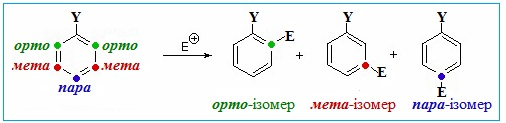 Y Y Y
орто орто E
E⊕
мета мета + + E
пара E
орто-ізомер мета-ізомер пара-ізомер